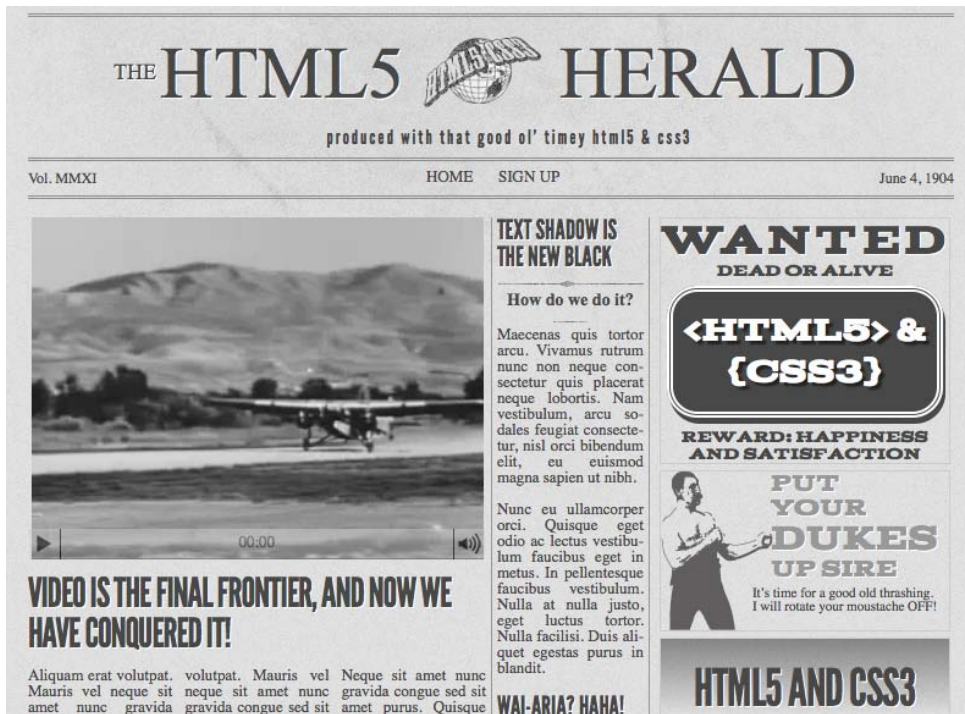 THE HTML5 HTML5 & CSS3 HERALD
produced with that good ol' timey html5 & css3
Vol. MMXI
HOME SIGN UP
June 4, 1904
00:00
VIDEO IS THE FINAL FRONTIER, AND NOW WE
HAVE CONQUERED IT!
Aliquam erat volutpat.
Mauris vel neque sit
amet nunc gravida
volutpat. Mauris vel
neque sit amet nunc
gravida congue sed sit
Neque sit amet nunc
gravida congue sed sit
amet purus. Quisque
TEXT SHADOW IS
THE NEW BLACK
How do we do it?
Maecenas quis tortor
arcu. Vivamus rutrum
nunc non neque con-
sectetur quis placerat
neque lobortis. Nam
vestibulum, arcu so-
dales feugiat consecte-
tur, nisl orci bibendum
elit, eu euismod
magna sapien ut nibh.
Nunc eu ullamcorper
orci. Quisque eget
odio ac lectus vestibu-
lum faucibus eget in
metus. In pellentesque
faucibus vestibulum.
Nulla at nulla justo,
eget luctus tortor.
Nulla facilisi. Duis ali-
quet egestas purus in
blandit.
WAI-ARIA? HAHA!
WANTED
DEAD OR ALIVE
<HTML5> &
{CSS3}
REWARD: HAPPINESS
AND SATISFACTION
PUT
YOUR
DUKES
UP SIRE
It's time for a good old thrashing.
I will rotate your moustache OFF!
HTML5 AND CSS3